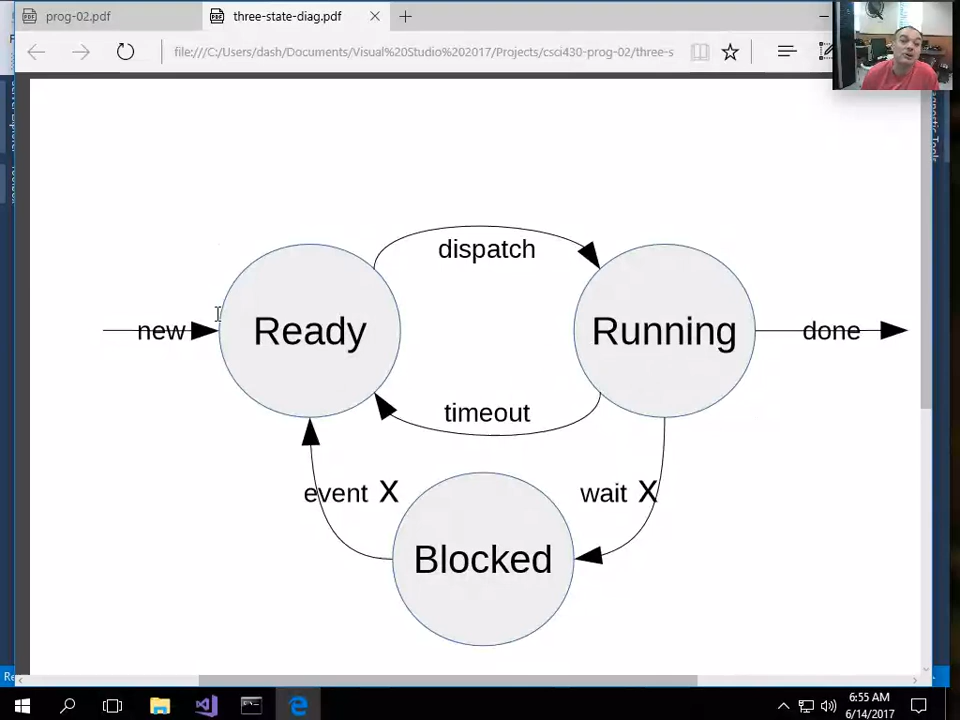 prog-02.pdf
three-state-diag.pdf
file:///C:/Users/dash/Documents/Visual%20Studio%202017/Projects/csci430-prog-02/three-s
dispatch
new
Ready
Running
done
timeout
event X
wait X
Blocked
Re
6:55 AM
6/14/2017